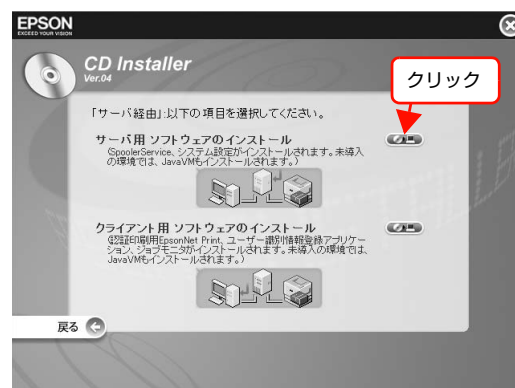 EPSON
EXCEED YOUR VISION
CD Installer
Ver.04
クリック
「サーバ経由」:以下の項目を選択してください。
サーバ用 ソフトウェアのインストール
(SpoolerService、システム設定がインストールされます。未導入
の環境では、JavaVMもインストールされます。)
クライアント用 ソフトウェアのインストール
(認証印刷用EpsonNet Print、ユーザー識別情報登録アプリケー
ション、ジョブモニタがインストールされます。未導入の環境では、
JavaVMもインストールされます。)
戻る